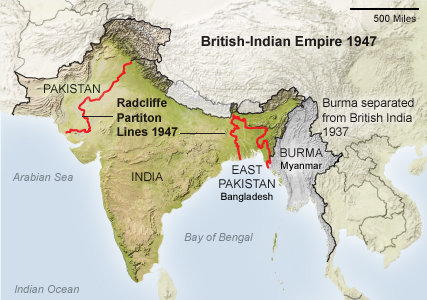 500 Miles
British-Indian Empire 1947
PAKISTAN
Radcliffe
Partiton
Lines 1947
Burma separated
from British India
1937
BURMA
Myanmar
Arabian Sea
INDIA
EAST
PAKISTAN
Bangladesh
Bay of Bengal
Indian Ocean